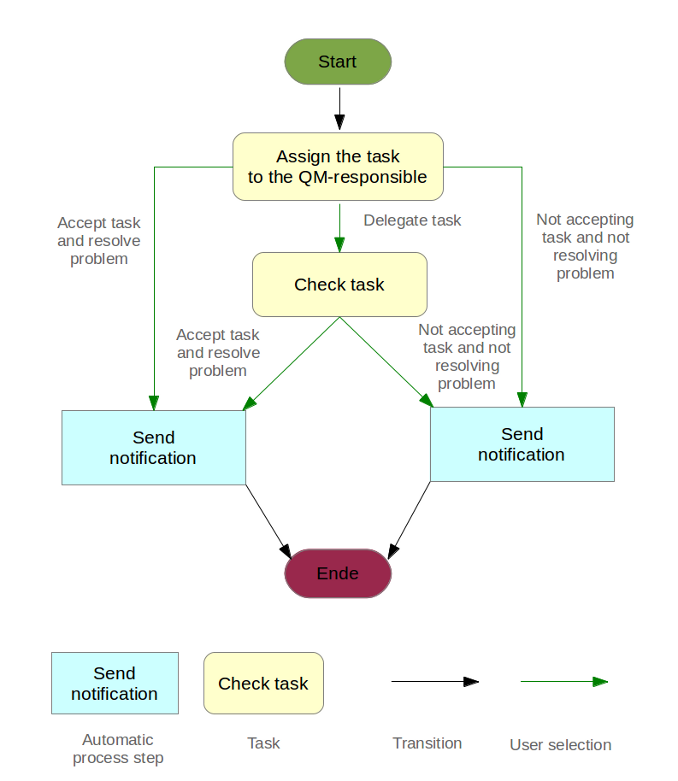 Start
Assign the task
to the QM-responsible
Accept task
and resolve
problem
Delegate task
Not accepting
task and not
resolving
problem
Check task
Accept task
and resolve
problem
Not accepting
task and not
resolving
problem
Send
notification
Send
notification
Ende
Send
notification
Check task
Automatic
process step
Task
Transition
User selection